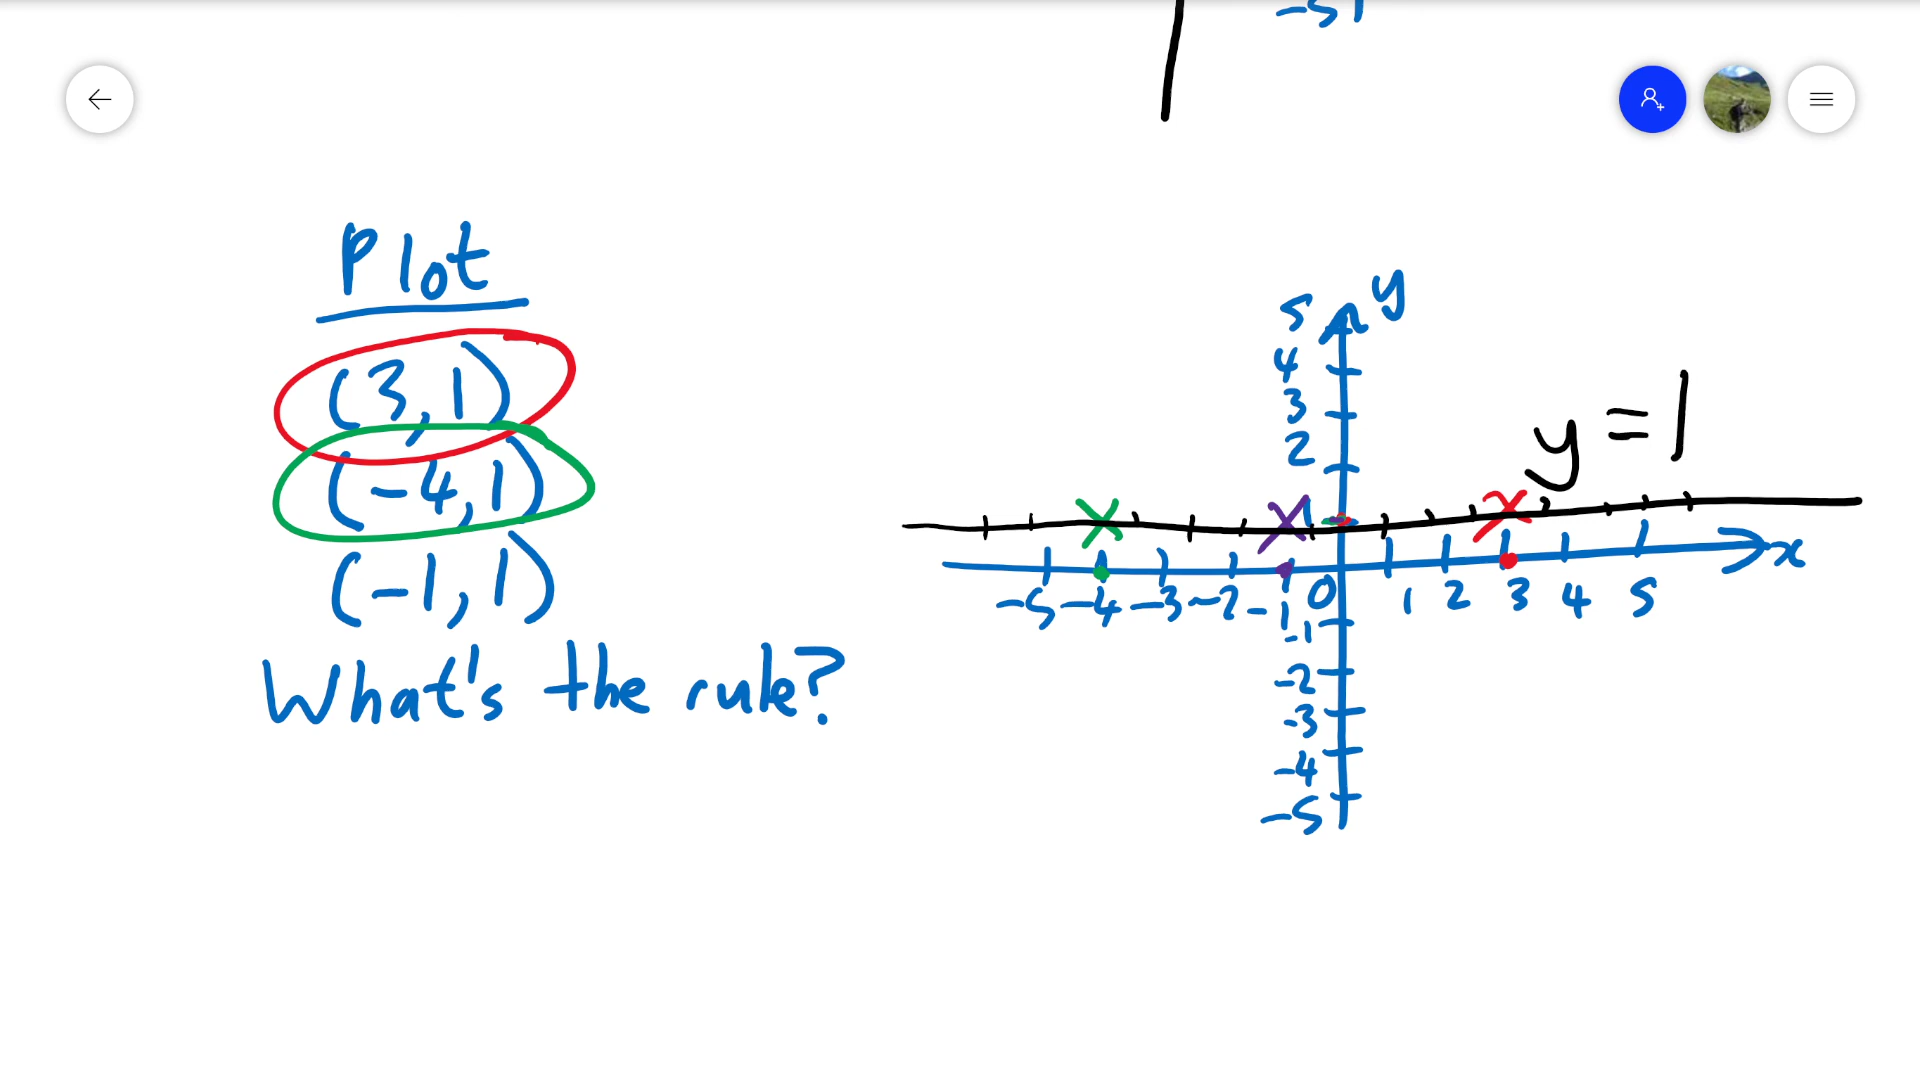 -5
Plot
(3,1)
(-4,1)
(-1,1)
What's the rule?
y
5
4
3
2
1
y=1
x
-5 -4 -3 -2 -1 0 1 2 3 4 5
-1
-2
-3
-4
-5